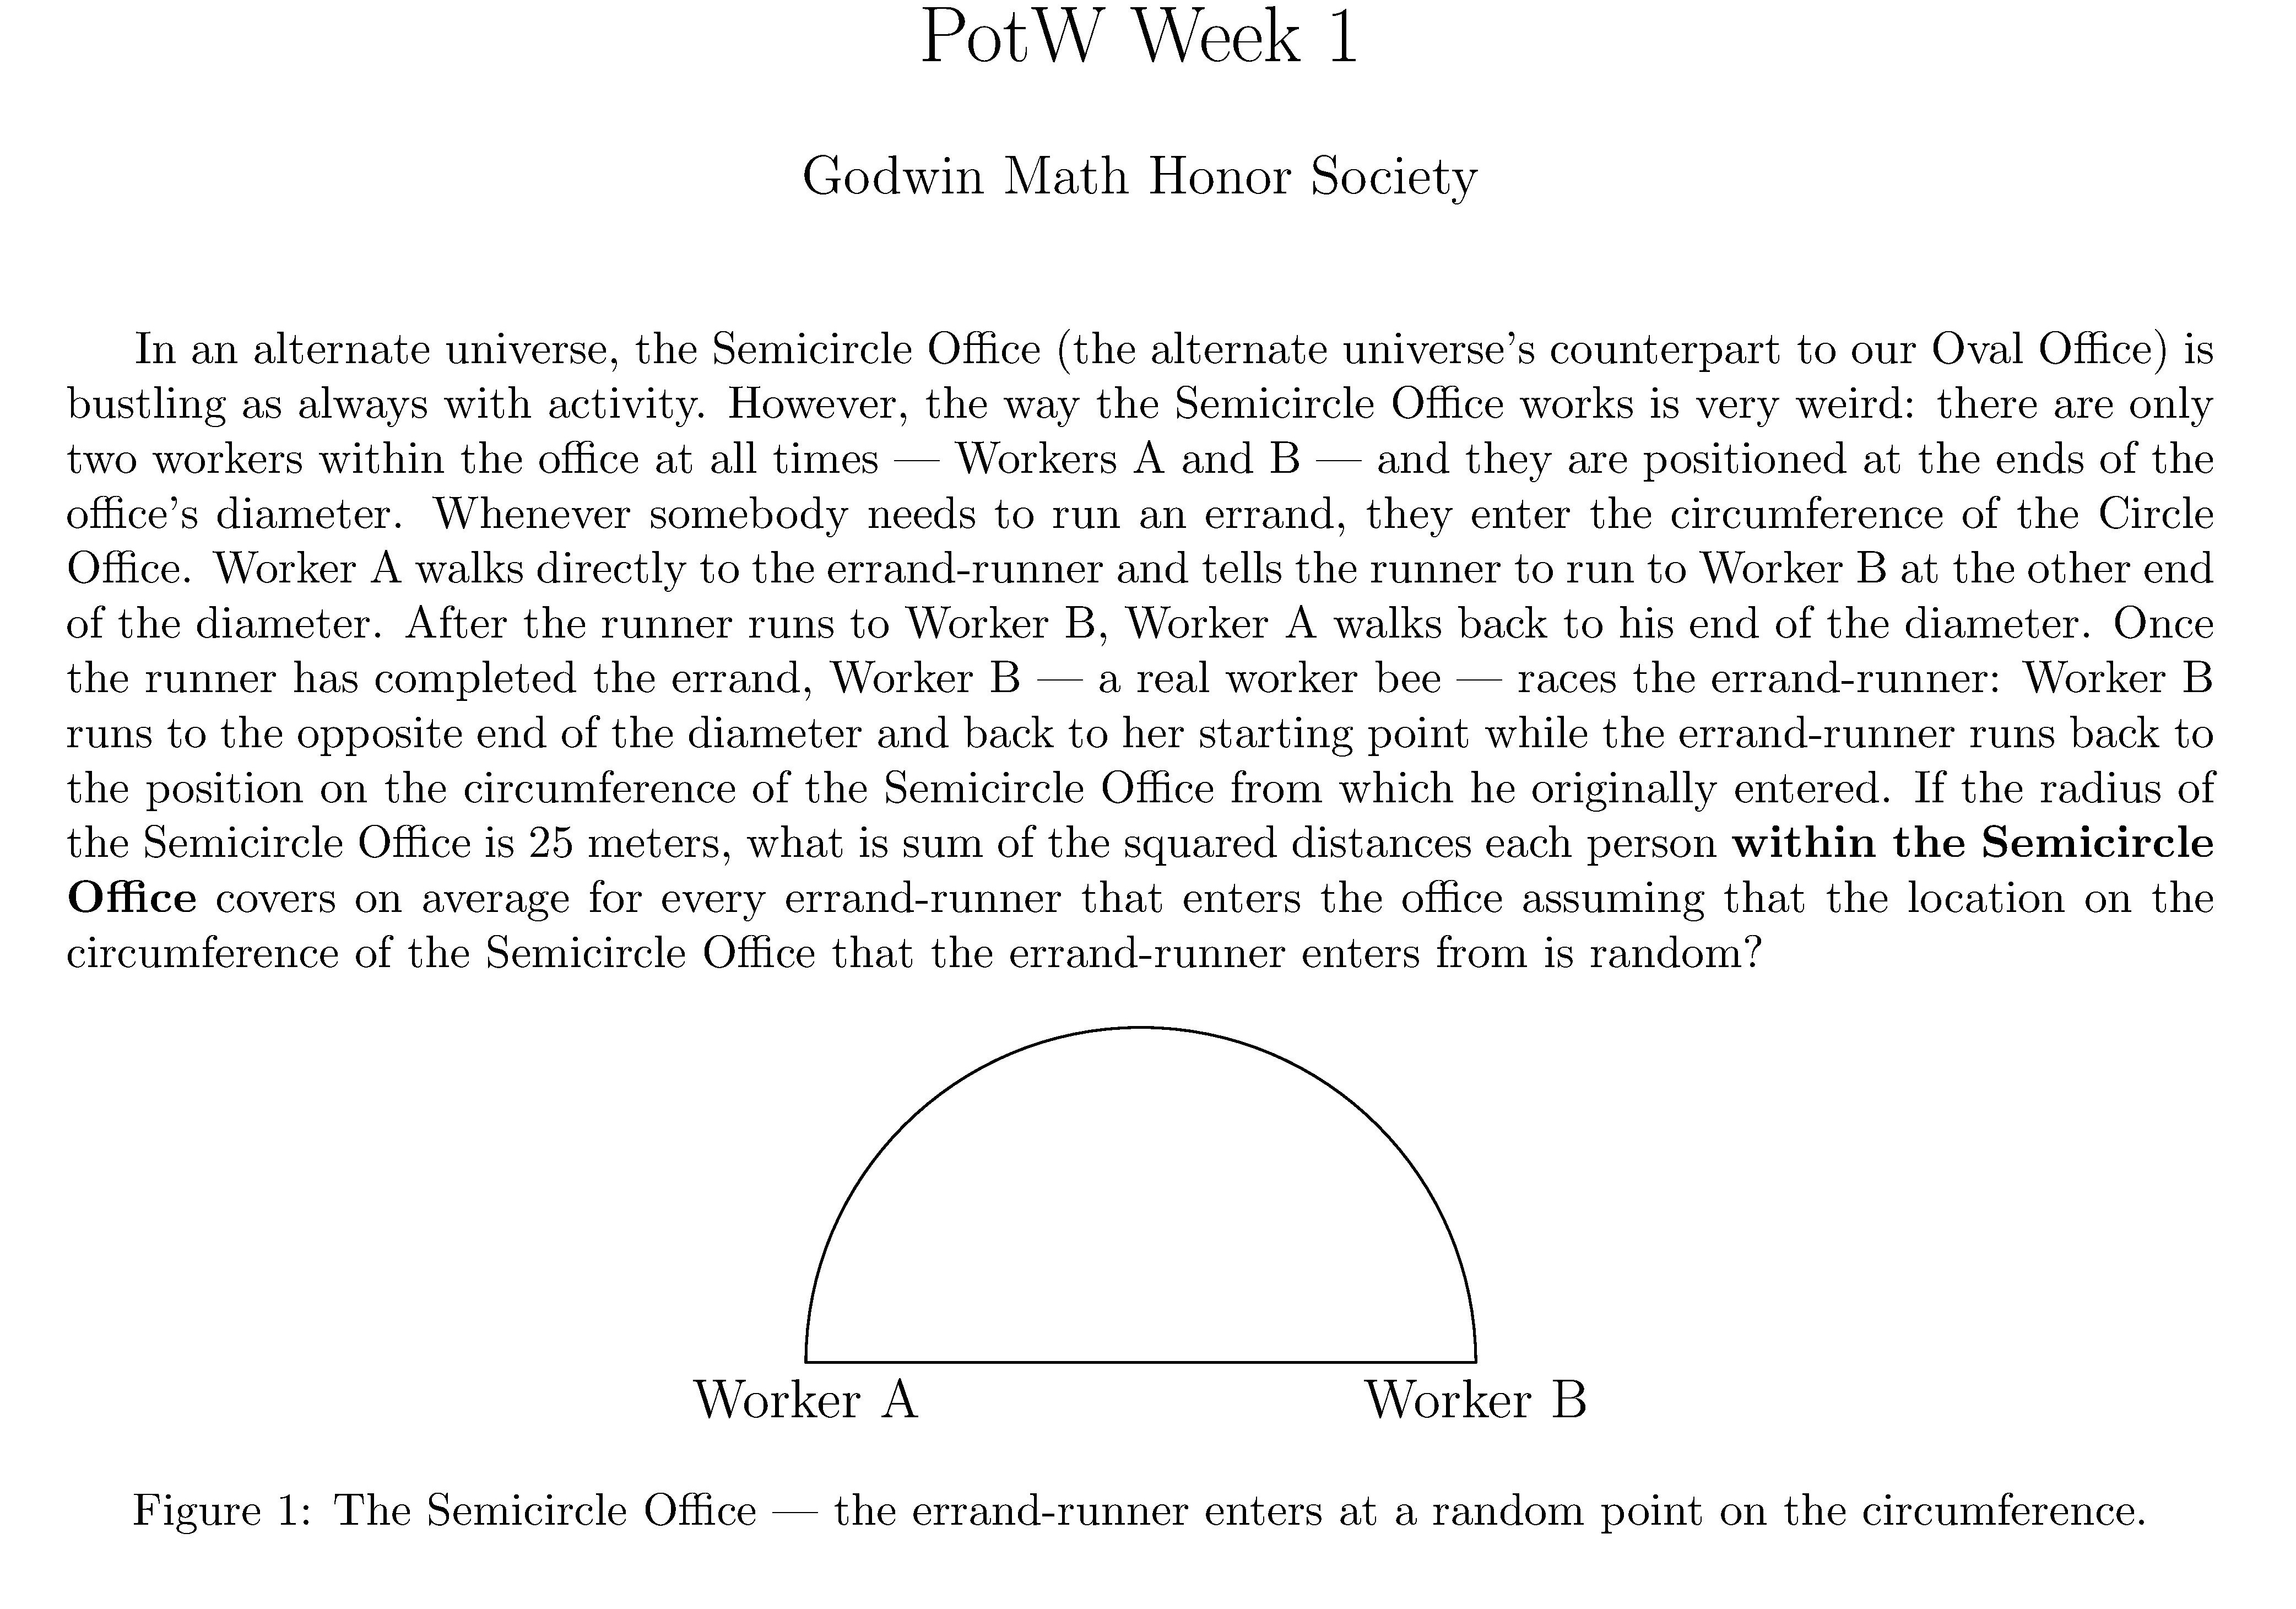 PotW Week 1
Godwin Math Honor Society
In an alternate universe, the Semicircle Office (the alternate universe's counterpart to our Oval Office) is
bustling as always with activity. However, the way the Semicircle Office works is very weird: there are only
two workers within the office at all times — Workers A and B — and they are positioned at the ends of the
office's diameter. Whenever somebody needs to run an errand, they enter the circumference of the Circle
Office. Worker A walks directly to the errand-runner and tells the runner to run to Worker B at the other end
of the diameter. After the runner runs to Worker B, Worker A walks back to his end of the diameter. Once
the runner has completed the errand, Worker B — a real worker bee — races the errand-runner: Worker B
runs to the opposite end of the diameter and back to her starting point while the errand-runner runs back to
the position on the circumference of the Semicircle Office from which he originally entered. If the radius of
the Semicircle Office is 25 meters, what is sum of the squared distances each person within the Semicircle
Office covers on average for every errand-runner that enters the office assuming that the location on the
circumference of the Semicircle Office that the errand-runner enters from is random?
Worker A
Worker B
Figure 1: The Semicircle Office — the errand-runner enters at a random point on the circumference.